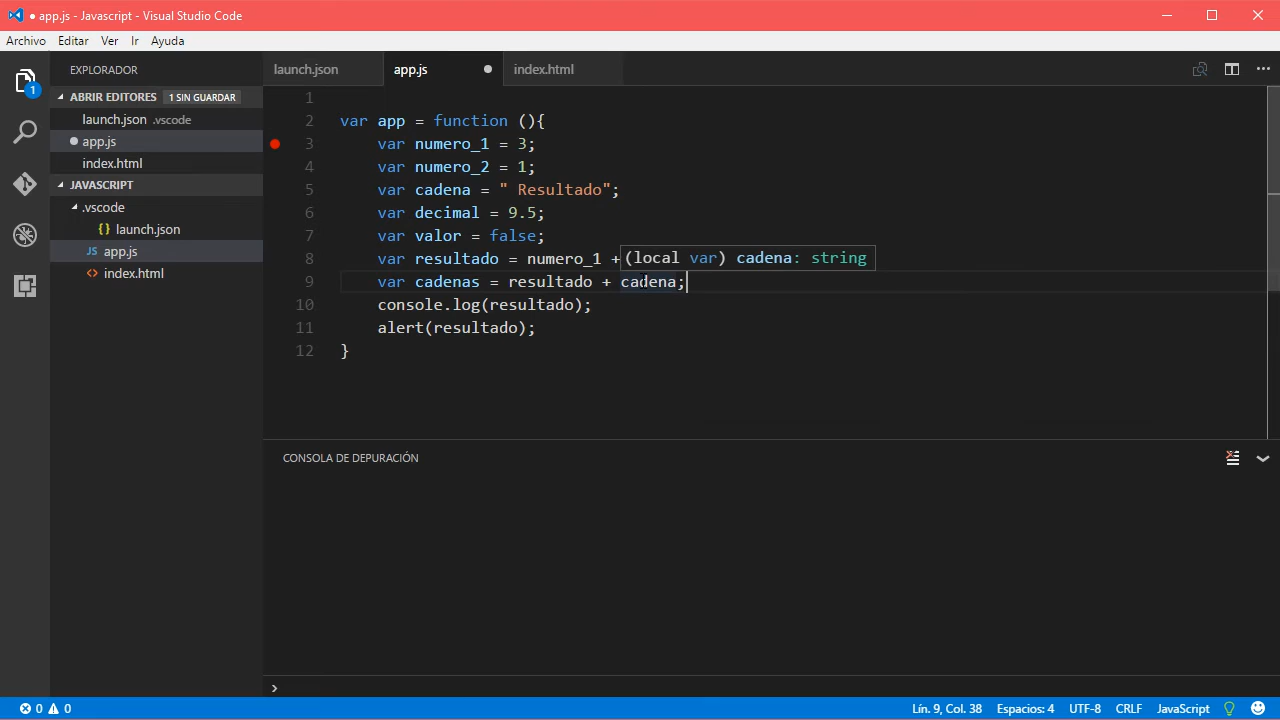 ● app.js - Javascript - Visual Studio Code
Archivo Editar Ver Ir Ayuda
EXPLORADOR
launch.json app.js ● index.html
ABRIR EDITORES 1 SIN GUARDAR
launch.json .vscode
● app.js
index.html
JAVASCRIPT
.vscode
{} launch.json
JS app.js
<> index.html
1
1
2 var app = function (){
3 var numero_1 = 3;
4 var numero_2 = 1;
5 var cadena = " Resultado";
6 var decimal = 9.5;
7 var valor = false;
8 var resultado = numero_1 +
(local var) cadena: string
9 var cadenas = resultado + cadena;
10 console.log(resultado);
11 alert(resultado);
12 }
CONSOLA DE DEPURACIÓN
›
0 0 Lín. 9, Col. 38 Espacios: 4 UTF-8 CRLF JavaScript